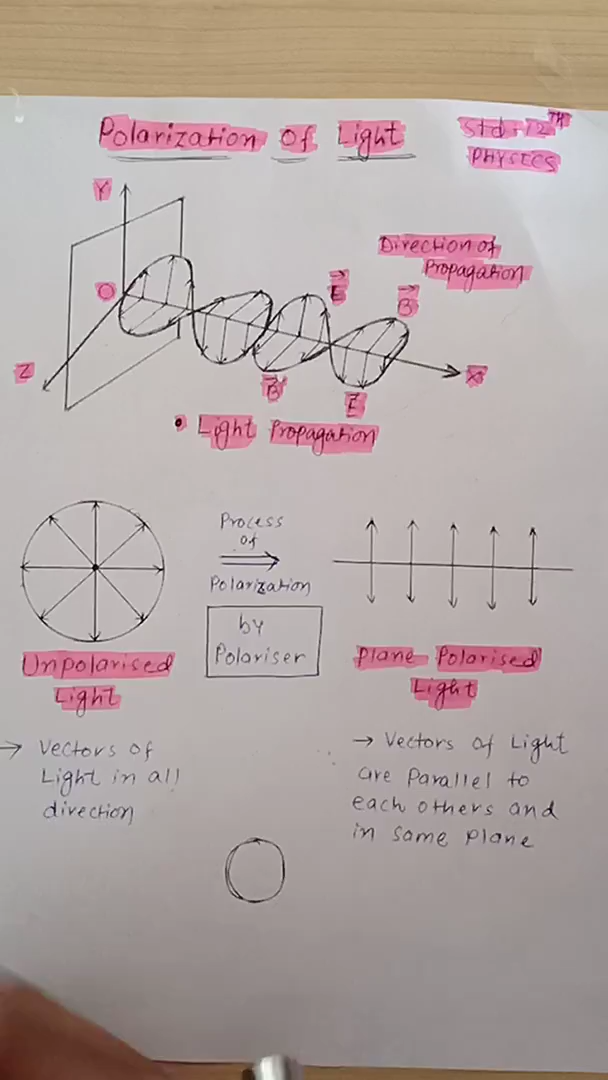 Polarization of Light
Std:-12TH
Physics
Y
Direction of
Propagation
O
E
B
Z
X
B
E
• Light Propagation
Process
of
Polarization
by
Polariser
Unpolarised
Light
Plane Polarised
Light
→ Vectors of
Light in all
direction
→ Vectors of Light
are Parallel to
each others and
in same plane